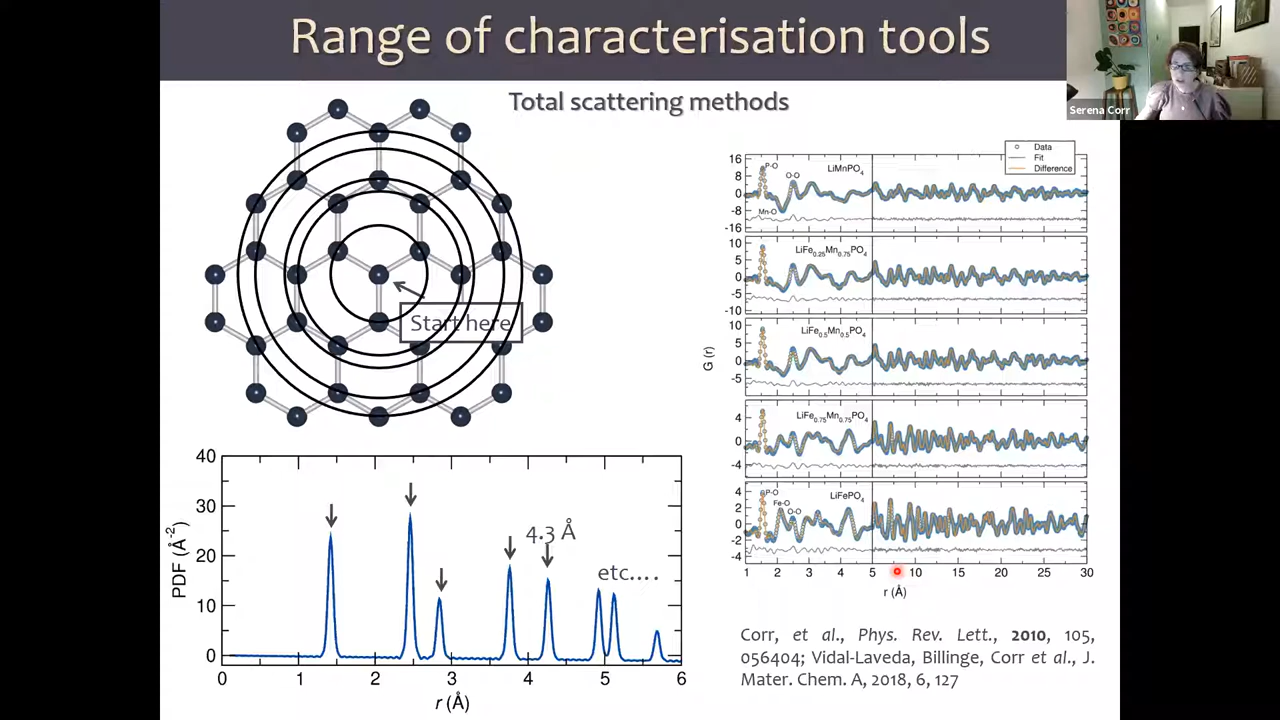 Range of characterisation tools
Serena Corr
Total scattering methods
Start here
40
30
20
10
0
PDF (Å⁻²)
4.3 Å
etc....
0 1 2 3 4 5 6
r (Å)
Data
Fit
Difference
16
8
0
-8
-16
P-O
O-O
Mn-O
LiMnPO₄
10
5
0
-5
-10
LiFe₀.₂₅Mn₀.₇₅PO₄
10
5
0
-5
LiFe₀.₅Mn₀.₅PO₄
G (r)
4
0
-4
LiFe₀.₇₅Mn₀.₇₅PO₄
4
2
0
-2
-4
P-O
Fe-O
O-O
LiFePO₄
1 2 3 4 5 10 15 20 25 30
r (Å)
Corr, et al., Phys. Rev. Lett., 2010, 105,
056404; Vidal-Laveda, Billinge, Corr et al., J.
Mater. Chem. A, 2018, 6, 127